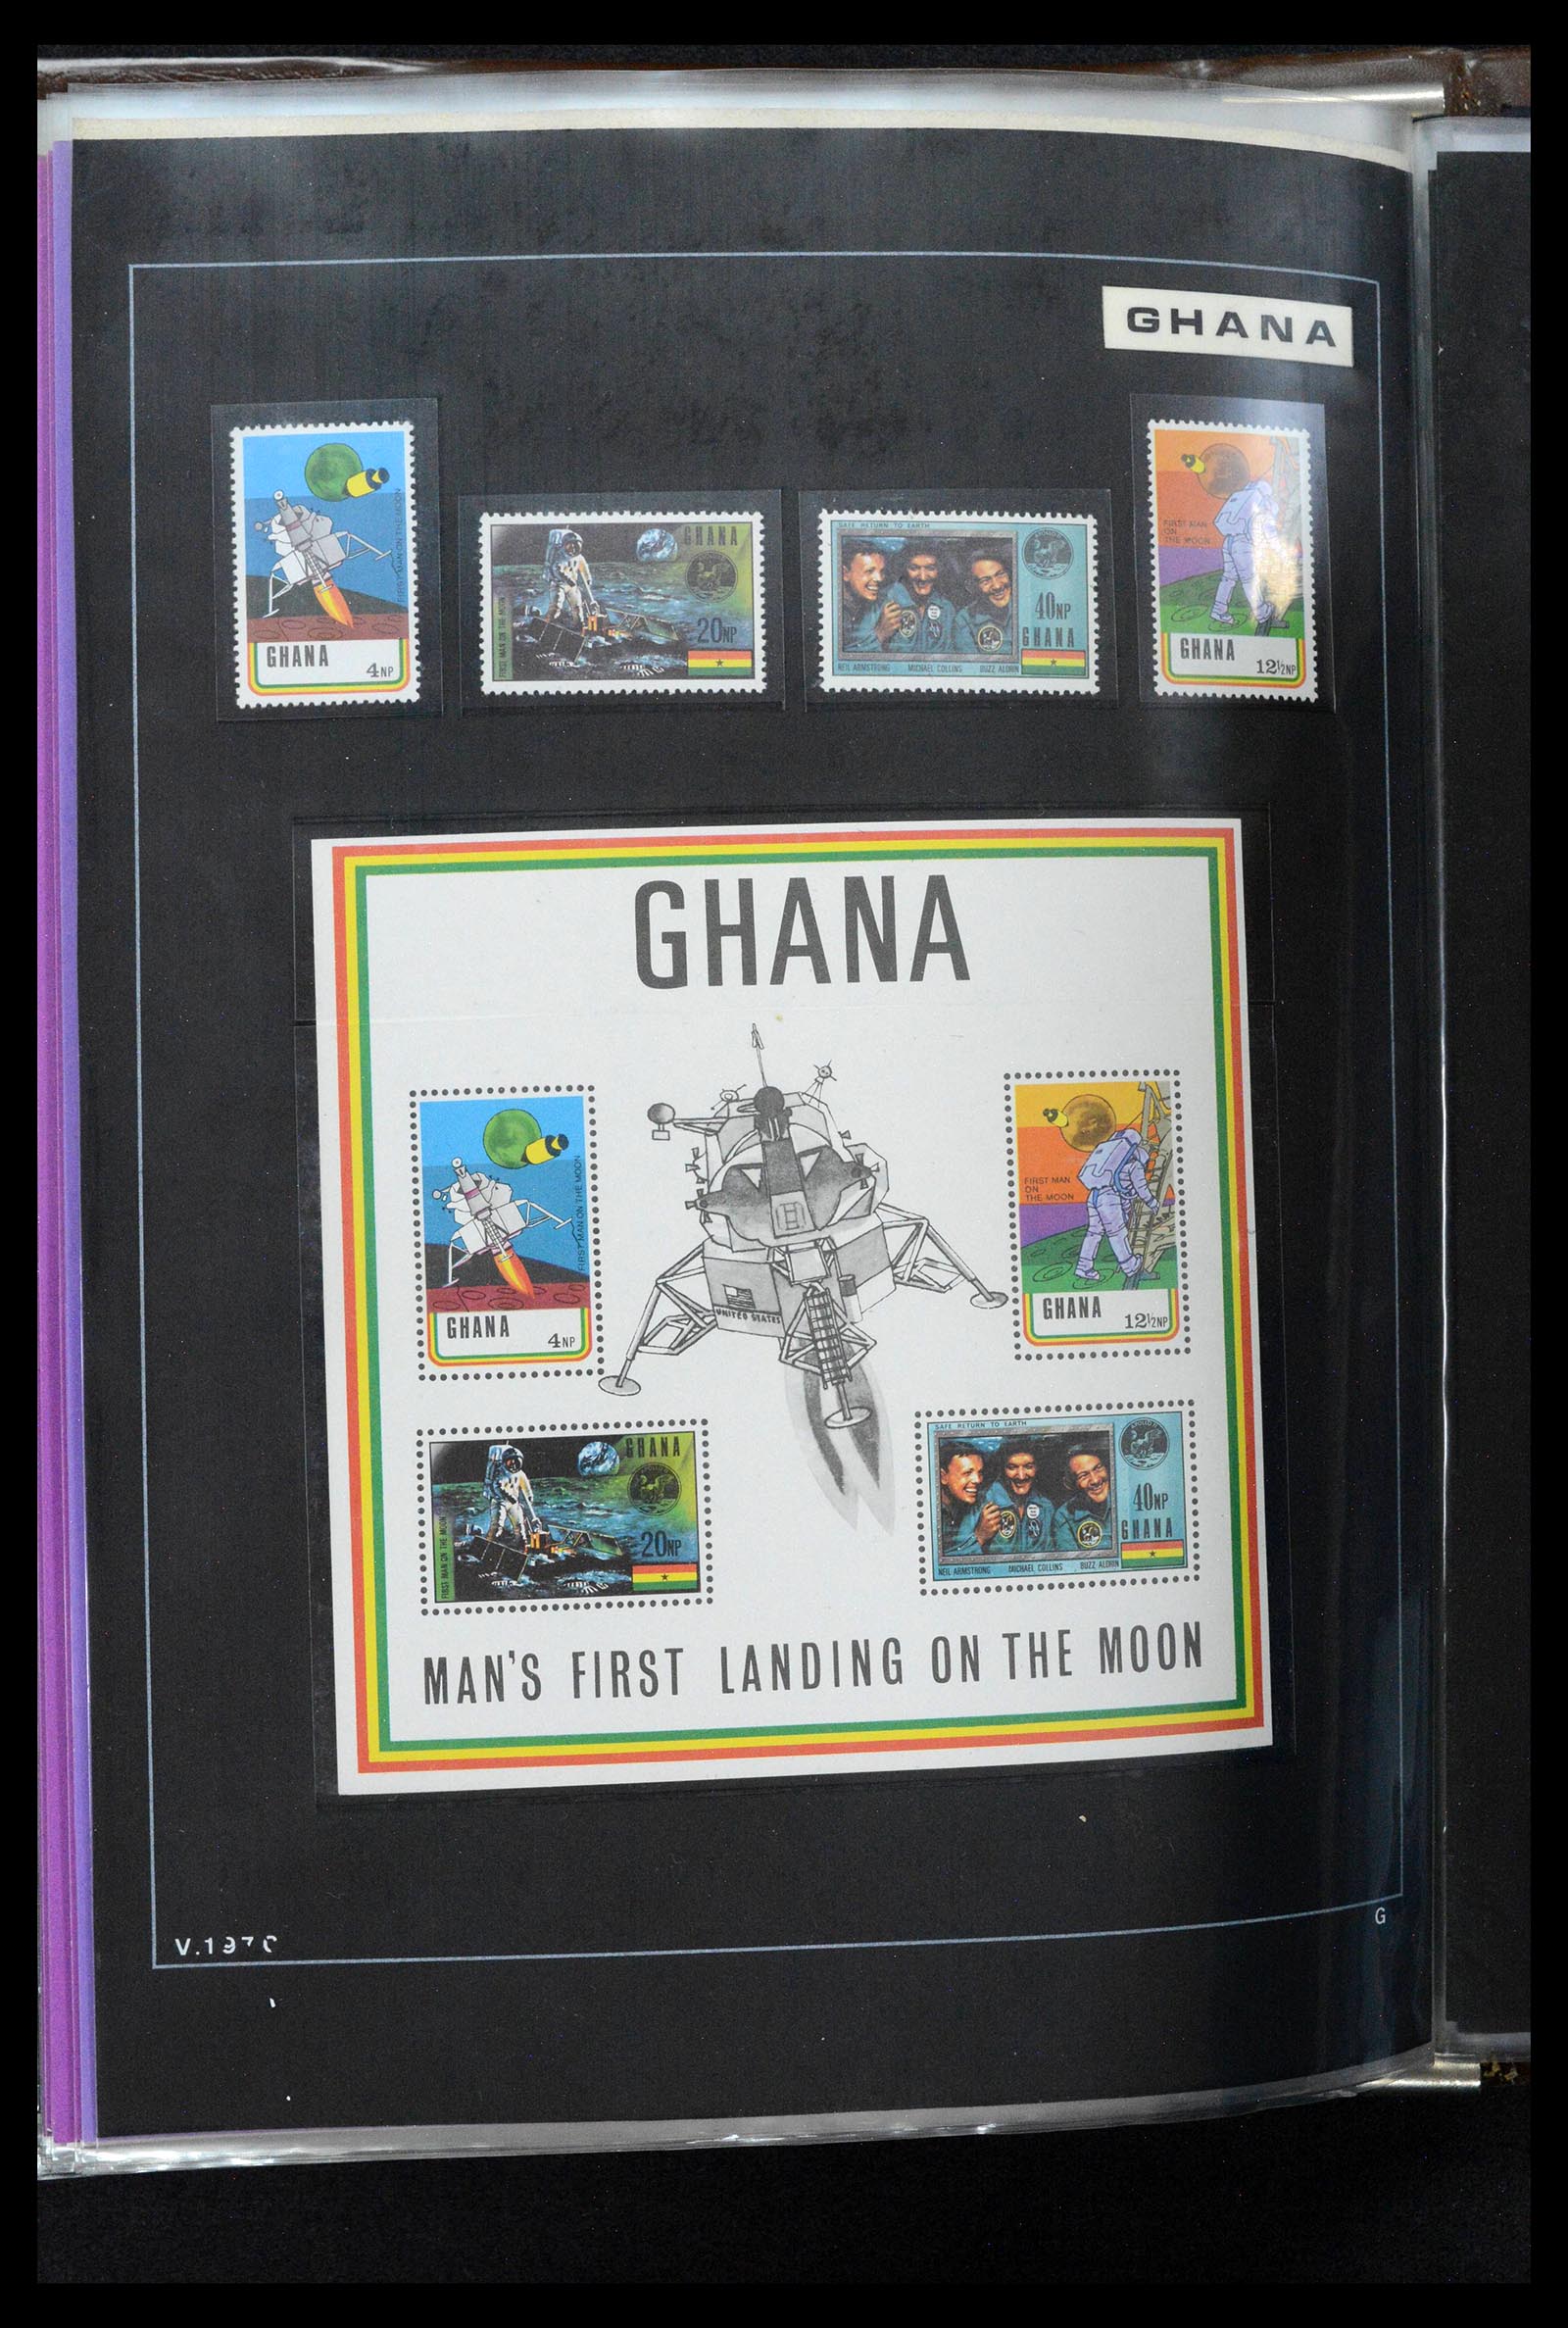 GHANA
FIRST MAN ON THE MOON
GHANA
4NP
GHANA
FIRST MAN ON THE MOON
20NP
SAFE RETURN TO EARTH
40NP
GHANA
NEIL ARMSTRONG MICHAEL COLLINS BUZZ ALDRIN
FIRST MAN
ON
THE MOON
GHANA
12½NP
GHANA
FIRST MAN ON THE MOON
GHANA
4NP
UNITED STATES
FIRST MAN
ON
THE MOON
GHANA
12½NP
GHANA
FIRST MAN ON THE MOON
20NP
SAFE RETURN TO EARTH
40NP
GHANA
NEIL ARMSTRONG MICHAEL COLLINS BUZZ ALDRIN
MAN'S FIRST LANDING ON THE MOON
V.1970
G